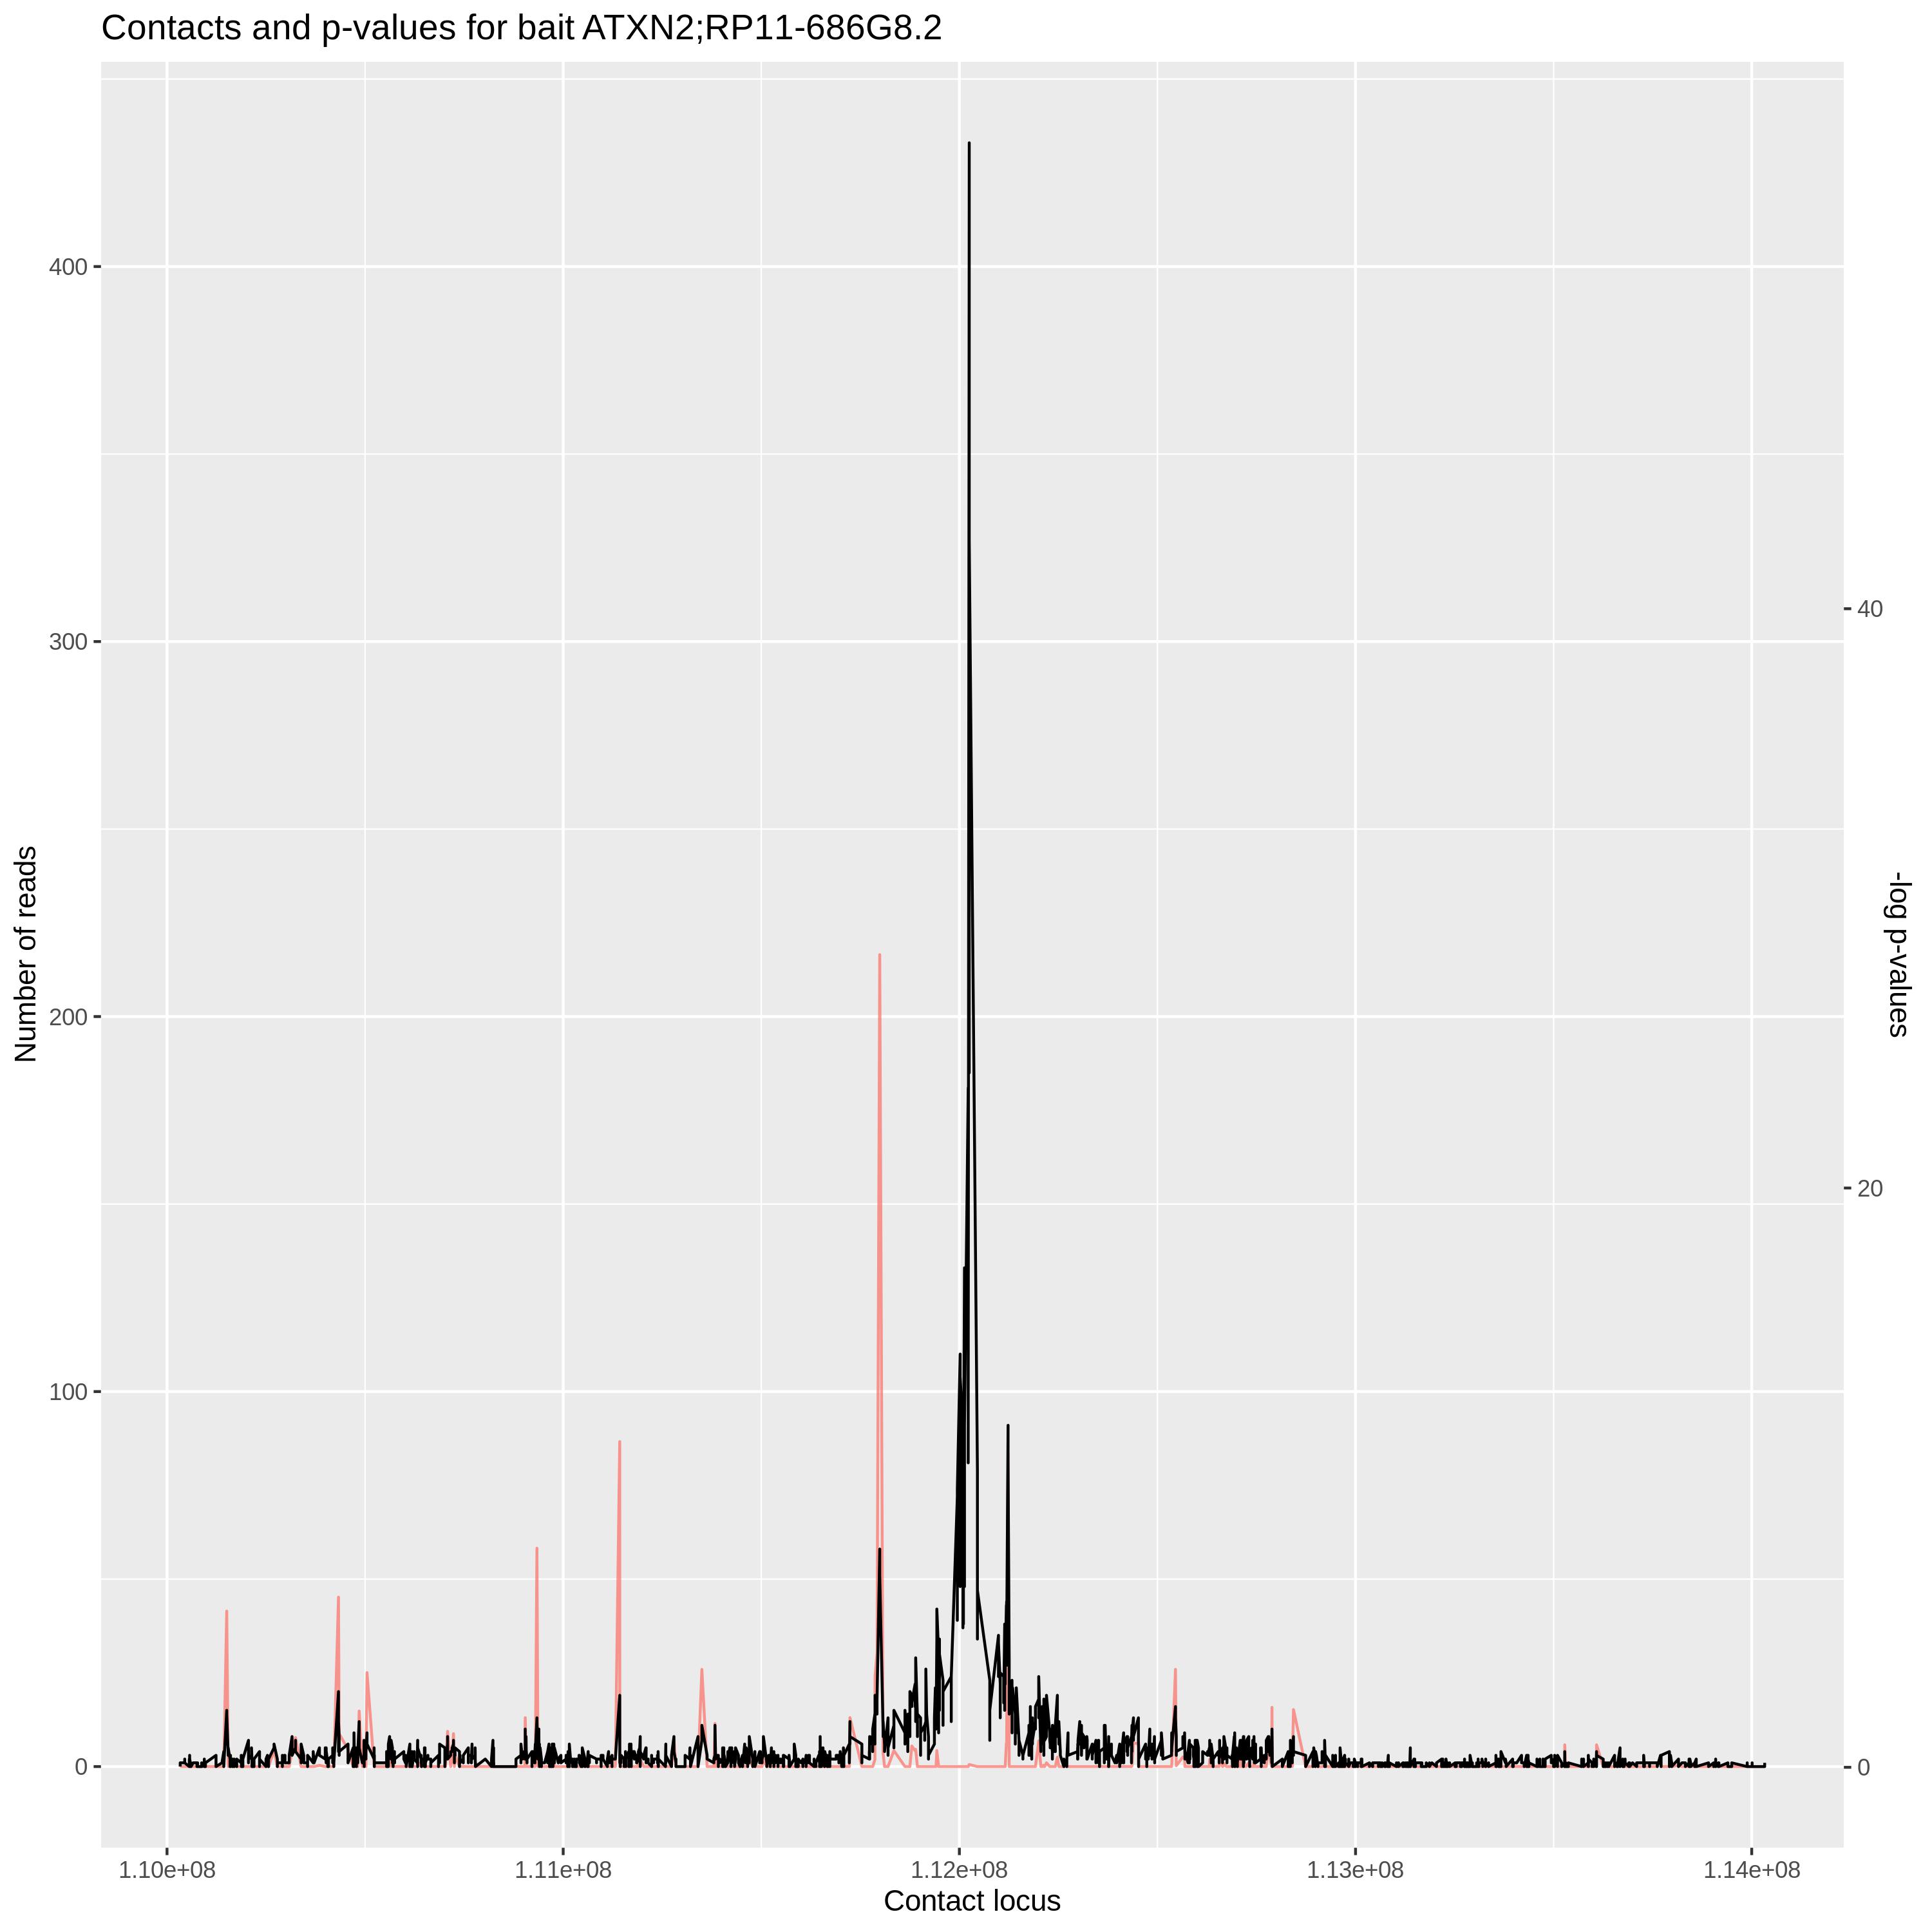 Contacts and p-values for bait ATXN2;RP11-686G8.2
400
300
200
100
0
Number of reads
40
20
0
-log p-values
1.10e+08
1.11e+08
1.12e+08
1.13e+08
1.14e+08
Contact locus